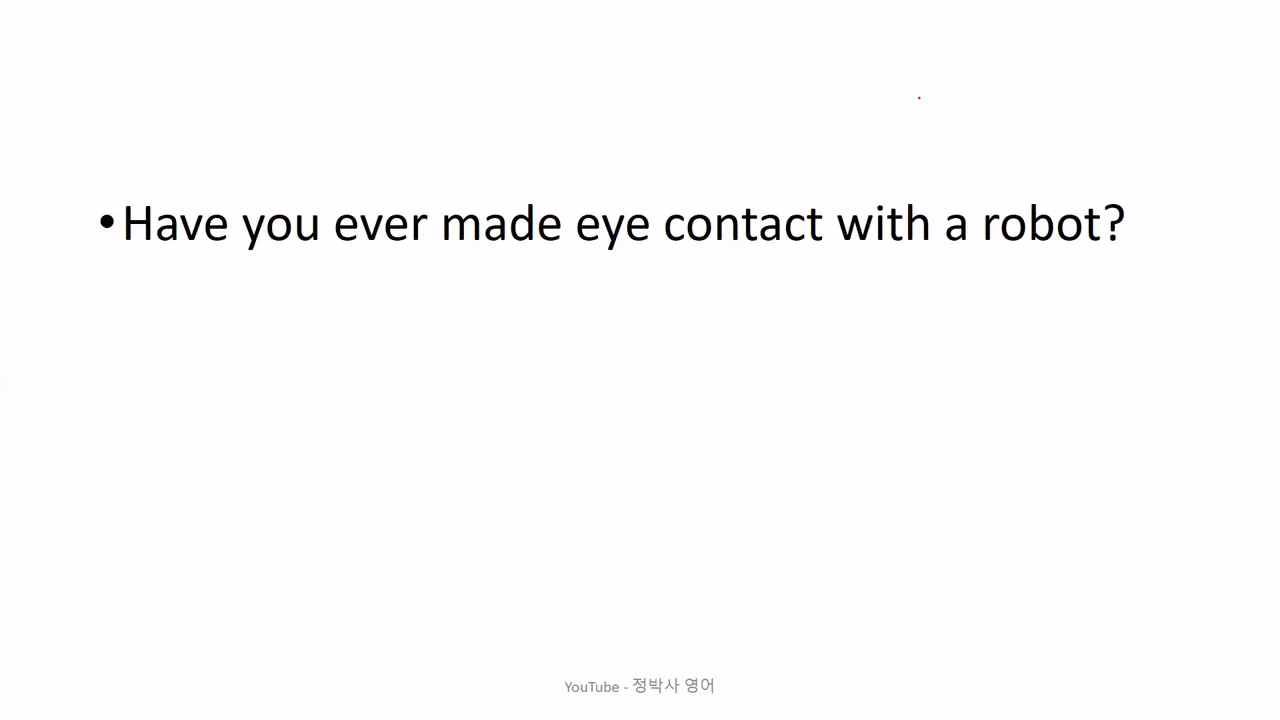 •Have you ever made eye contact with a robot?
YouTube - 정박사 영어